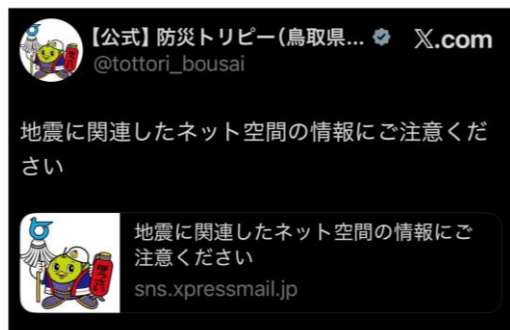 【公式】防災トリピー(鳥取県... 𝕏.com
@tottori_bousai
地震に関連したネット空間の情報にご注意くだ
さい
地震に関連したネット空間の情報にご
注意ください
sns.xpressmail.jp